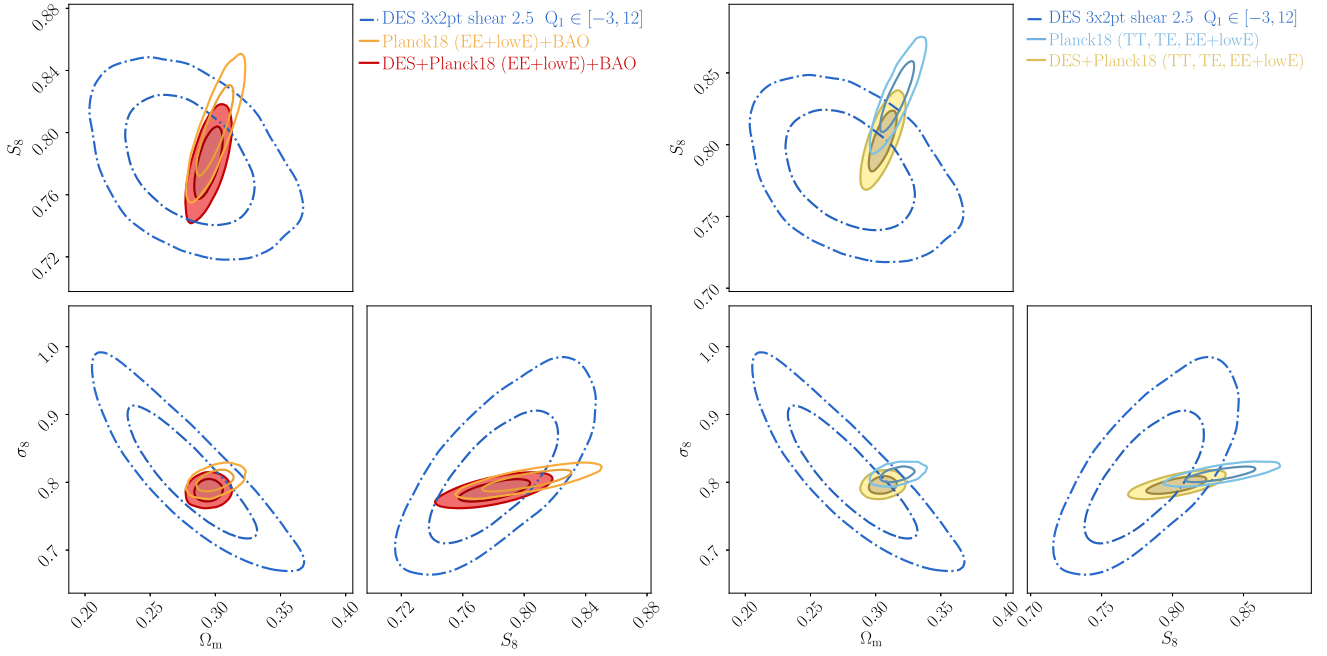 DES 3x2pt shear 2.5 Q₁ ∈ [−3, 12]
Planck18 (EE+lowE)+BAO
DES+Planck18 (EE+lowE)+BAO
0.88
0.84
0.80
0.76
0.72
S₈
1.0
0.9
0.8
0.7
σ₈
0.20
0.25
0.30
0.35
0.40
Ωₘ
0.72
0.76
0.80
0.84
0.88
S₈
DES 3x2pt shear 2.5 Q₁ ∈ [−3, 12]
Planck18 (TT, TE, EE+lowE)
DES+Planck18 (TT, TE, EE+lowE)
0.85
0.80
0.75
0.70
S₈
1.0
0.9
0.8
0.7
σ₈
0.20
0.25
0.30
0.35
0.40
Ωₘ
0.70
0.75
0.80
0.85
S₈